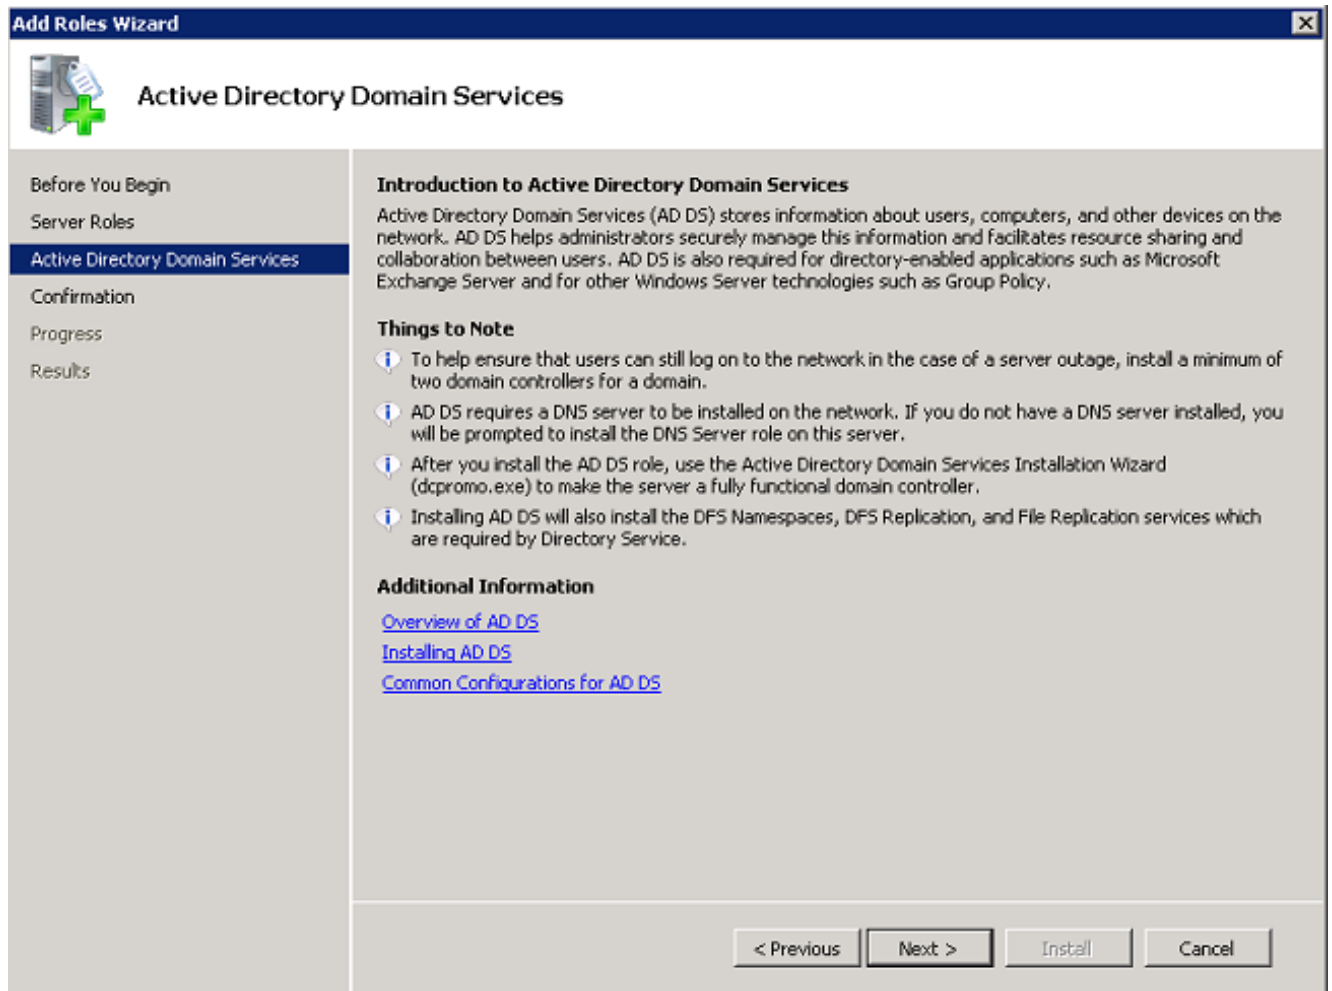 Add Roles Wizard
Active Directory Domain Services
Before You Begin
Server Roles
Active Directory Domain Services
Confirmation
Progress
Results
Introduction to Active Directory Domain Services
Active Directory Domain Services (AD DS) stores information about users, computers, and other devices on the
network. AD DS helps administrators securely manage this information and facilitates resource sharing and
collaboration between users. AD DS is also required for directory-enabled applications such as Microsoft
Exchange Server and for other Windows Server technologies such as Group Policy.
Things to Note
To help ensure that users can still log on to the network in the case of a server outage, install a minimum of
two domain controllers for a domain.
AD DS requires a DNS server to be installed on the network. If you do not have a DNS server installed, you
will be prompted to install the DNS Server role on this server.
After you install the AD DS role, use the Active Directory Domain Services Installation Wizard
(dcpromo.exe) to make the server a fully functional domain controller.
Installing AD DS will also install the DFS Namespaces, DFS Replication, and File Replication services which
are required by Directory Service.
Additional Information
Overview of AD DS
Installing AD DS
Common Configurations for AD DS
< Previous
Next >
Install
Cancel